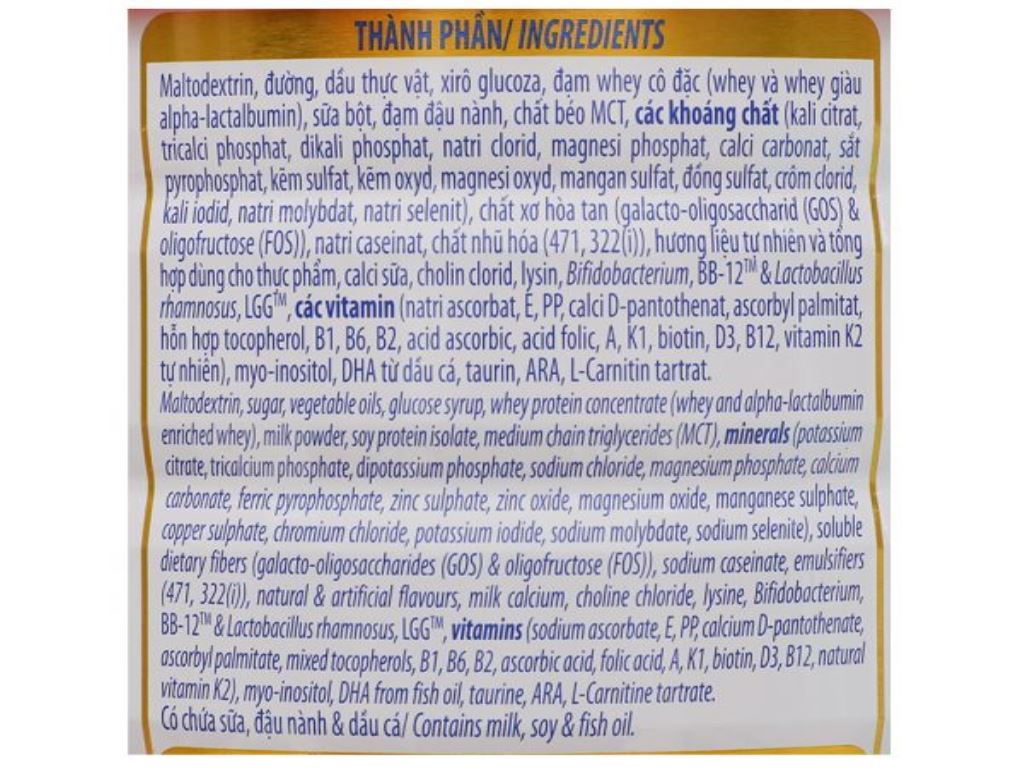 THÀNH PHẦN/ INGREDIENTS
Maltodextrin, đường, dầu thực vật, xirô glucoza, đạm whey cô đặc (whey và whey giàu
alpha-lactalbumin), sữa bột, đạm đậu nành, chất béo MCT, các khoáng chất (kali citrat,
tricalci phosphat, dikali phosphat, natri clorid, magnesi phosphat, calci carbonat, sắt
pyrophosphat, kẽm sulfat, kẽm oxyd, magnesi oxyd, mangan sulfat, đồng sulfat, crôm clorid,
kali iodid, natri molybdat, natri selenit), chất xơ hòa tan (galacto-oligosaccharid (GOS) &
oligofructose (FOS)), natri caseinat, chất nhũ hóa (471, 322(i)), hương liệu tự nhiên và tổng
hợp dùng cho thực phẩm, calci sữa, cholin clorid, lysin, Bifidobacterium, BB-12™ & Lactobacillus
rhamnosus, LGG™, các vitamin (natri ascorbat, E, PP, calci D-pantothenat, ascorbyl palmitat,
hỗn hợp tocopherol, B1, B6, B2, acid ascorbic, acid folic, A, K1, biotin, D3, B12, vitamin K2
tự nhiên), myo-inositol, DHA từ dầu cá, taurin, ARA, L-Carnitin tartrat.
Maltodextrin, sugar, vegetable oils, glucose syrup, whey protein concentrate (whey and alpha-lactalbumin
enriched whey), milk powder, soy protein isolate, medium chain triglycerides (MCT), minerals (potassium
citrate, tricalcium phosphate, dipotassium phosphate, sodium chloride, magnesium phosphate, calcium
carbonate, ferric pyrophosphate, zinc sulphate, zinc oxide, magnesium oxide, manganese sulphate,
copper sulphate, chromium chloride, potassium iodide, sodium molybdate, sodium selenite), soluble
dietary fibers (galacto-oligosaccharides (GOS) & oligofructose (FOS)), sodium caseinate, emulsifiers
(471, 322(i)), natural & artificial flavours, milk calcium, choline chloride, lysine, Bifidobacterium,
BB-12™ & Lactobacillus rhamnosus, LGG™, vitamins (sodium ascorbate, E, PP, calcium D-pantothenate,
ascorbyl palmitate, mixed tocopherols, B1, B6, B2, ascorbic acid, folic acid, A, K1, biotin, D3, B12, natural
vitamin K2), myo-inositol, DHA from fish oil, taurine, ARA, L-Carnitine tartrate.
Có chứa sữa, đậu nành & dầu cá/ Contains milk, soy & fish oil.